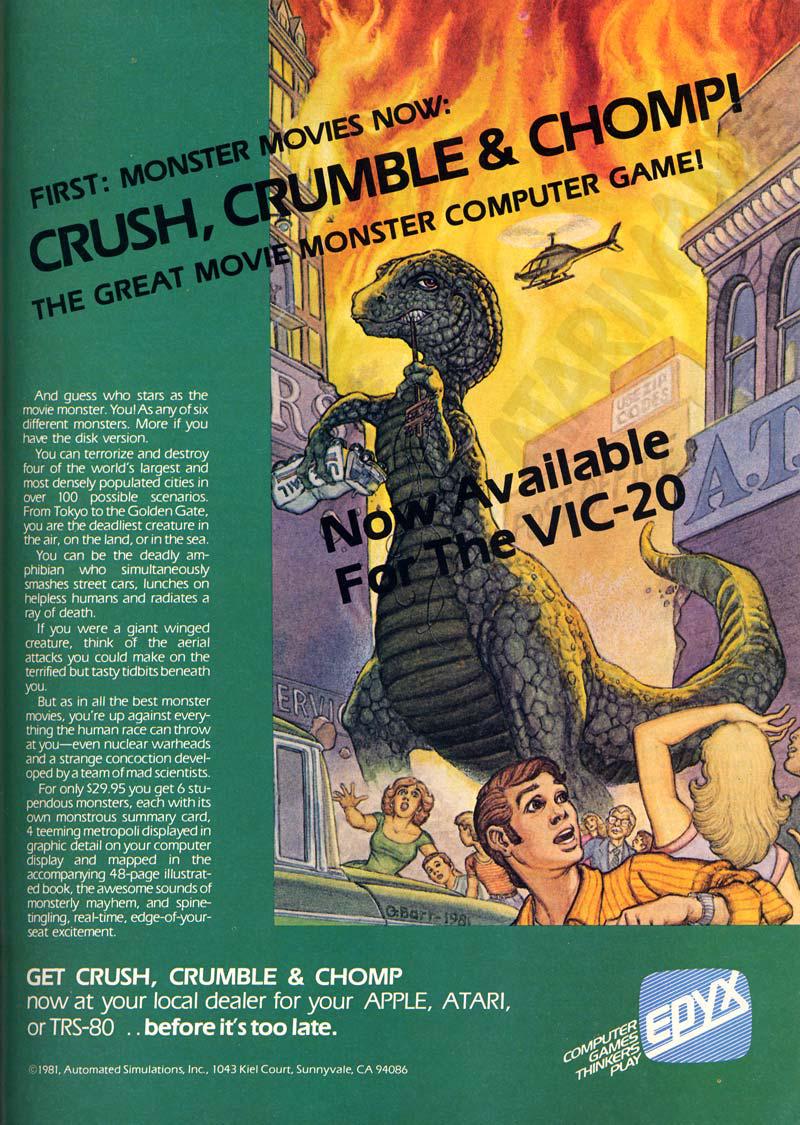 FIRST: MONSTER MOVIES NOW:
CRUSH, CRUMBLE & CHOMP!
THE GREAT MOVIE MONSTER COMPUTER GAME!
And guess who stars as the
movie monster. You! As any of six
different monsters. More if you
have the disk version.
You can terrorize and destroy
four of the world's largest and
most densely populated cities in
over 100 possible scenarios.
From Tokyo to the Golden Gate,
you are the deadliest creature in
the air, on the land, or in the sea.
You can be the deadly am-
phibian who simultaneously
smashes street cars, lunches on
helpless humans and radiates a
ray of death.
If you were a giant winged
creature, think of the aerial
attacks you could make on the
terrified but tasty tidbits beneath
you.
But as in all the best monster
movies, you're up against every-
thing the human race can throw
at you—even nuclear warheads
and a strange concoction devel-
oped by a team of mad scientists.
For only $29.95 you get 6 stu-
pendous monsters, each with its
own monstrous summary card,
4 teeming metropoli displayed in
graphic detail on your computer
display and mapped in the
accompanying 48-page illustrat-
ed book, the awesome sounds of
monsterly mayhem, and spine-
tingling, real-time, edge-of-your-
seat excitement.
USE ZIP
CODES
RS
A.T.
Now Available
For The VIC-20
ERVIC
G.Barr-1981
GET CRUSH, CRUMBLE & CHOMP
now at your local dealer for your APPLE, ATARI,
or TRS-80 . . before it's too late.
EPYX
COMPUTER
GAMES
THINKERS
PLAY
©1981, Automated Simulations, Inc., 1043 Kiel Court, Sunnyvale, CA 94086